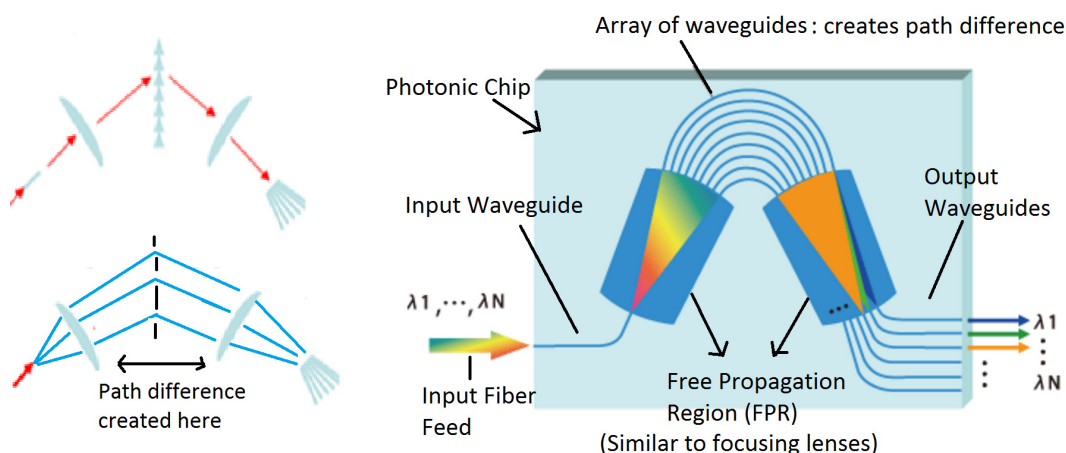 Path difference
created here
Array of waveguides : creates path difference
Photonic Chip
Input Waveguide
Output
Waveguides
λ1 ,···, λN
Input Fiber
Feed
Free Propagation
Region (FPR)
(Similar to focusing lenses)
λ1
λN